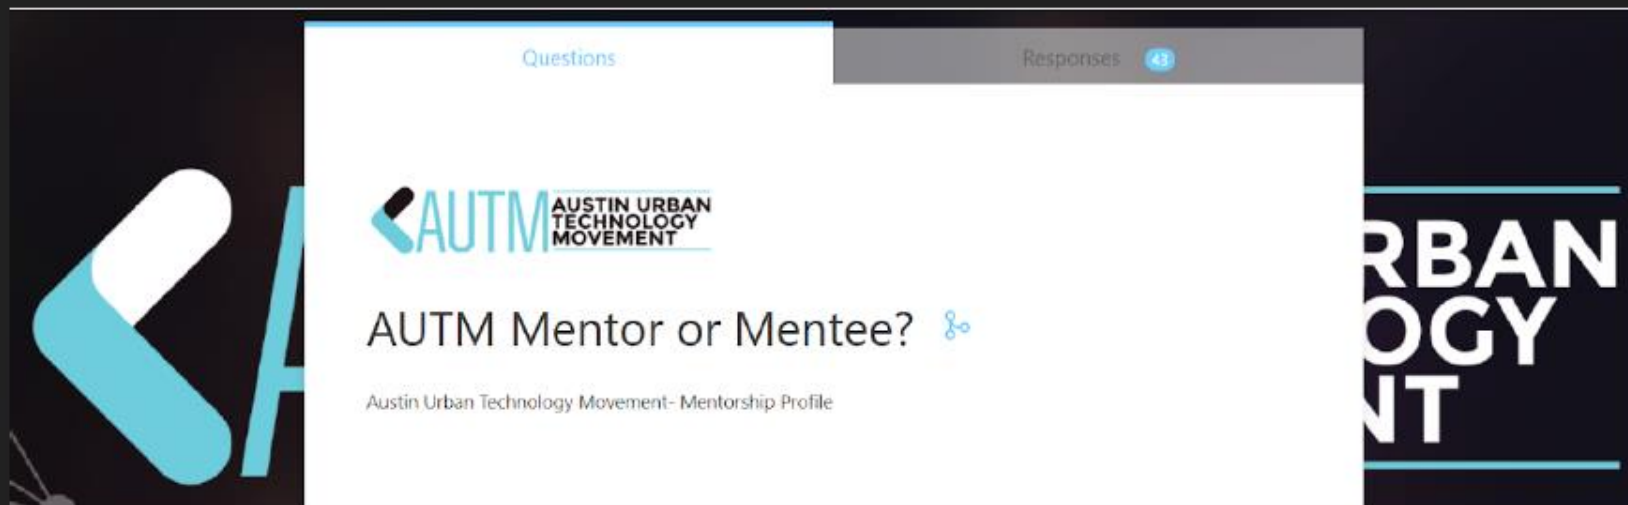 Questions
Responses 43
AUTM AUSTIN URBAN
TECHNOLOGY
MOVEMENT
AUTM Mentor or Mentee?
Austin Urban Technology Movement- Mentorship Profile
RBAN
OGY
NT